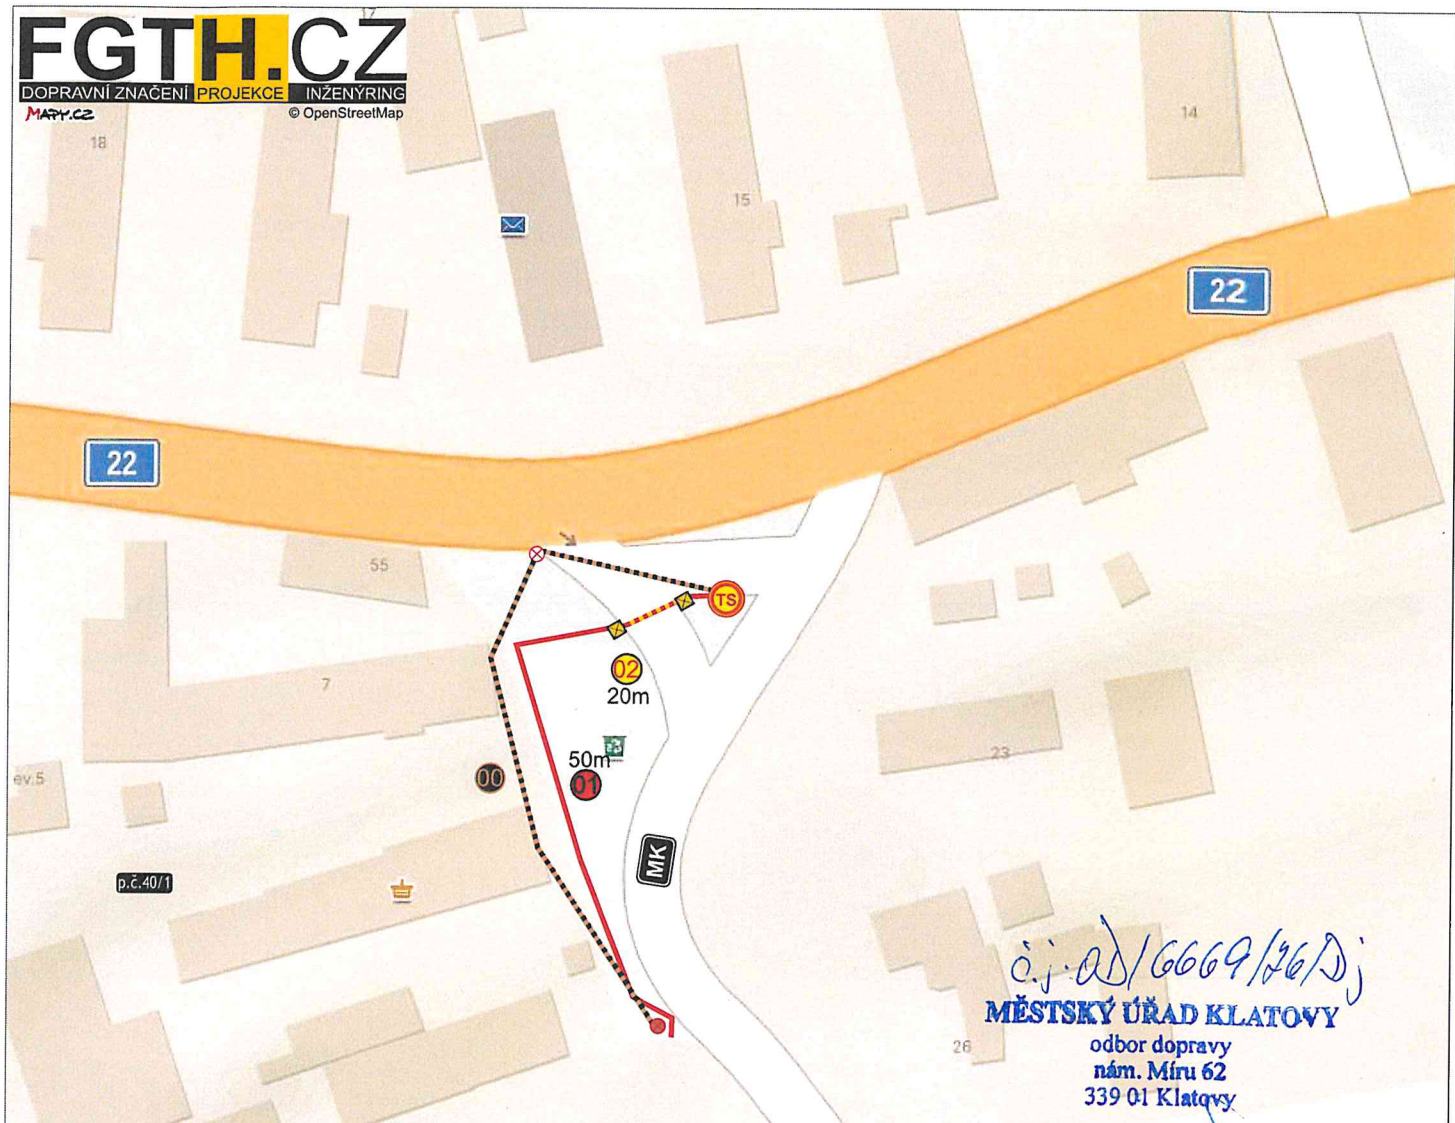 17
FGTH.CZ
DOPRAVNÍ ZNAČENÍ PROJEKCE INŽENÝRING
MAPY.CZ
© OpenStreetMap
18
14
15
22
22
55
TS
7
02
20m
23
50m
ev.5
00
01
MK
p.č.40/1
č.j. OD/6669/26/Dj
MĚSTSKÝ ÚŘAD KLATOVY
26
odbor dopravy
nám. Míru 62
339 01 Klatovy